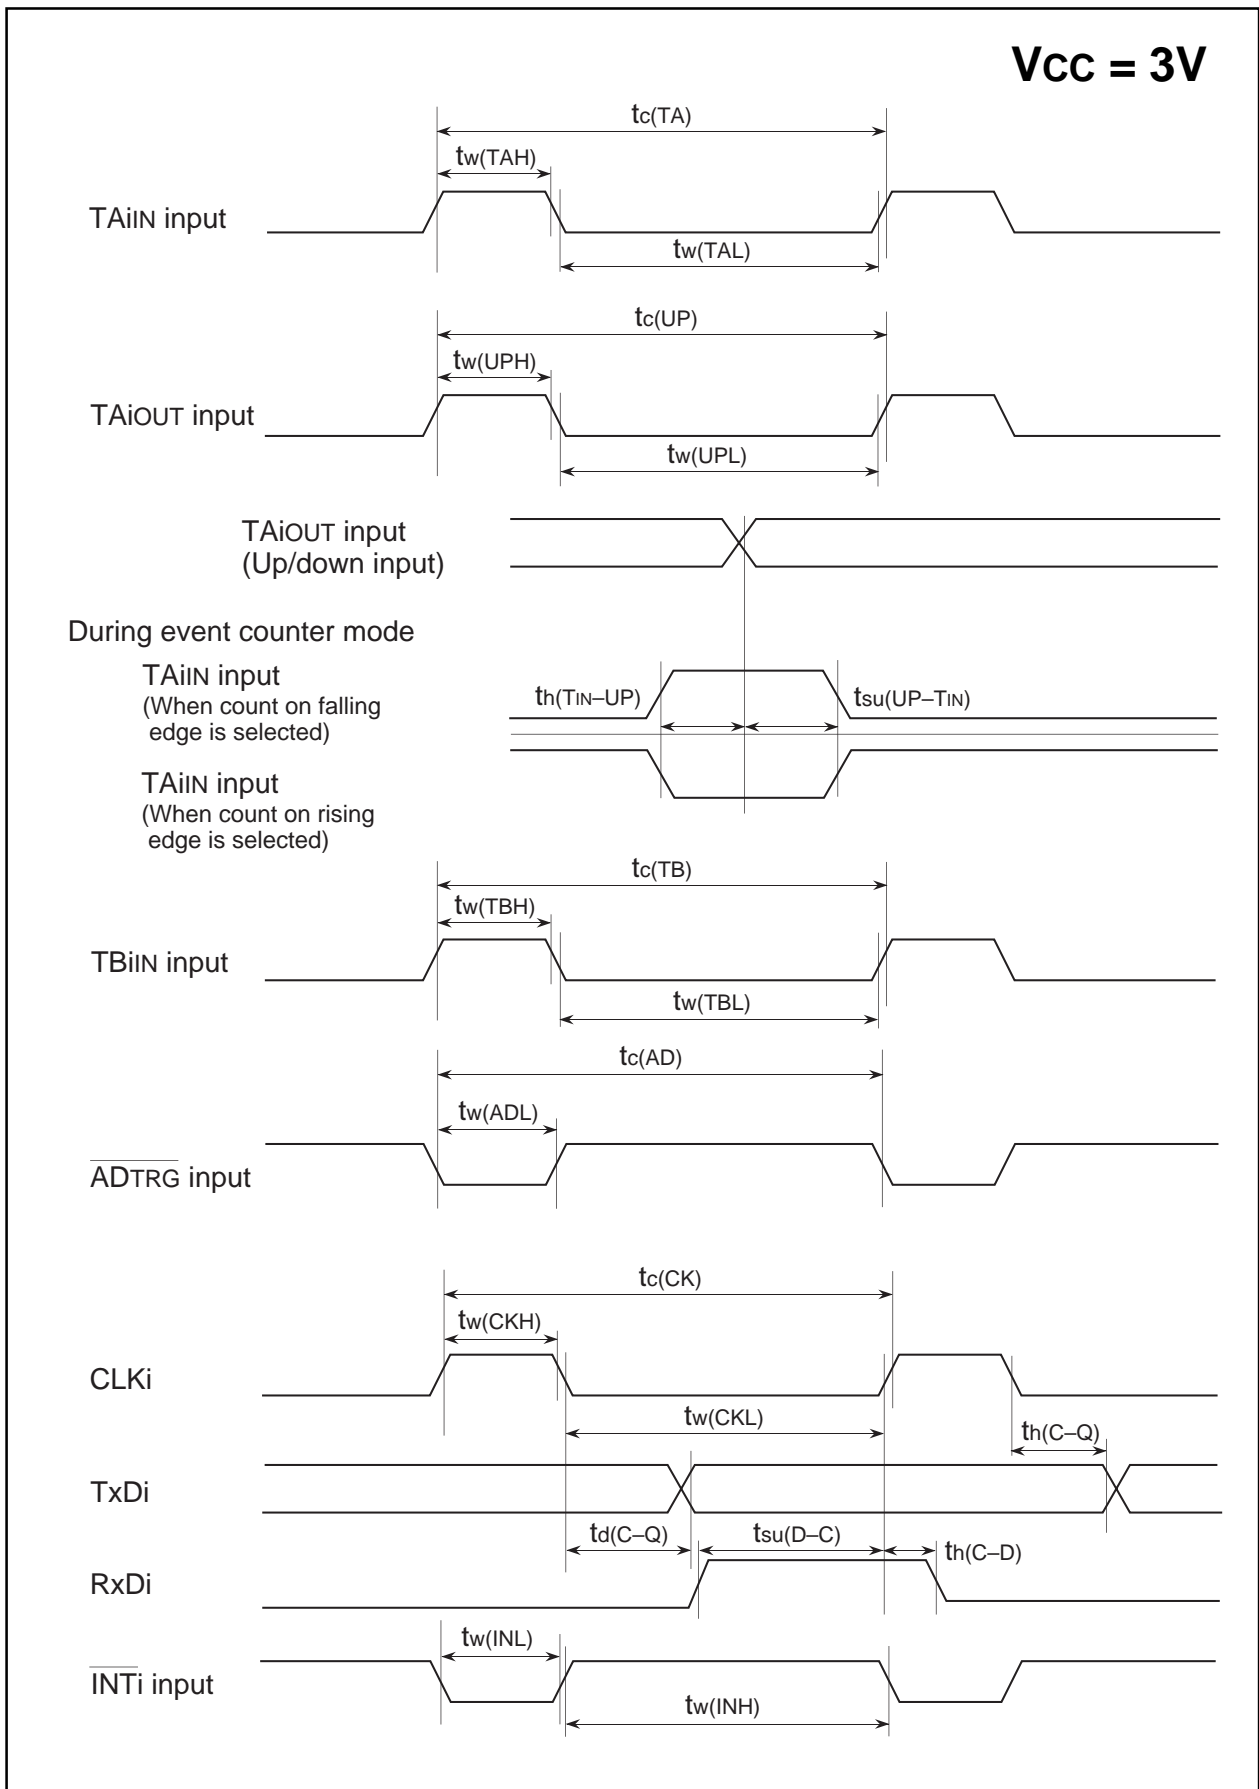 VCC = 3V
tc(TA)
tw(TAH)
TAiIN input
tw(TAL)
tc(UP)
tw(UPH)
TAiOUT input
tw(UPL)
TAiOUT input
(Up/down input)
During event counter mode
TAiIN input
(When count on falling
edge is selected)
th(TIN–UP)
tsu(UP–TIN)
TAiIN input
(When count on rising
edge is selected)
tc(TB)
tw(TBH)
TBiIN input
tw(TBL)
tc(AD)
tw(ADL)
ADTRG input
tc(CK)
tw(CKH)
CLKi
tw(CKL)
th(C–Q)
TxDi
td(C–Q)
tsu(D–C)
th(C–D)
RxDi
tw(INL)
INTi input
tw(INH)